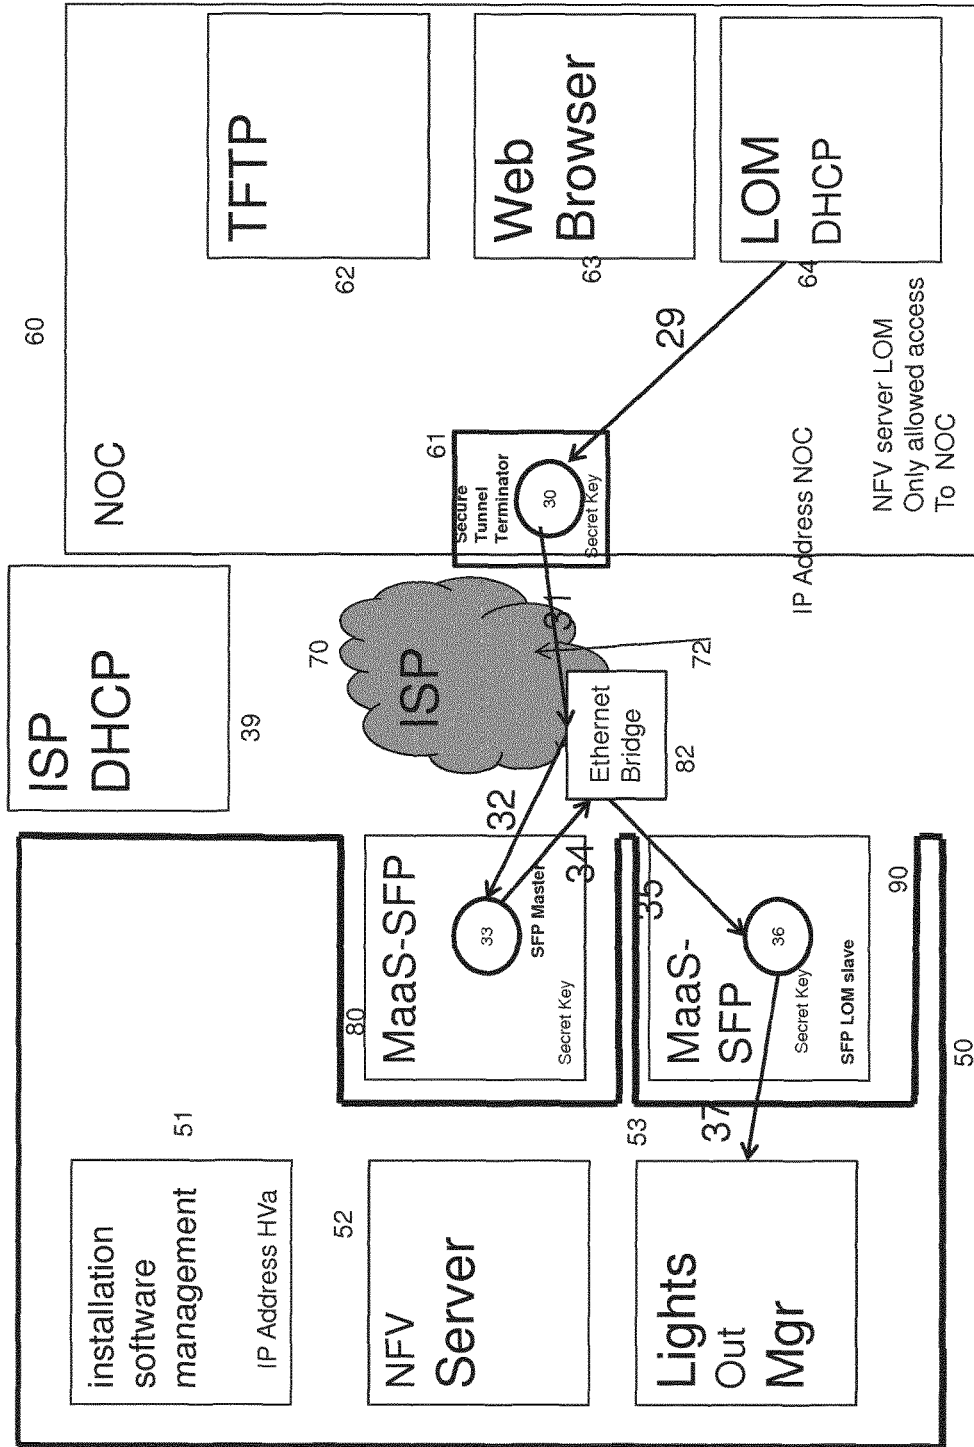 60
NOC
TFTP
62
Web
Browser
63
LOM
DHCP
64
29
61
Secure
Tunnel
Terminator
30
Secret Key
IP Address NOC
NFV server LOM
Only allowed access
To NOC
ISP
DHCP
39
70
ISP
31
72
Ethernet
Bridge
82
32
34
35
80
MaaS-SFP
33
SFP Master
Secret Key
MaaS-
SFP
36
Secret Key
SFP LOM slave
90
37
53
50
51
installation
software
management
IP Address HVa
52
NFV
Server
Lights
Out
Mgr